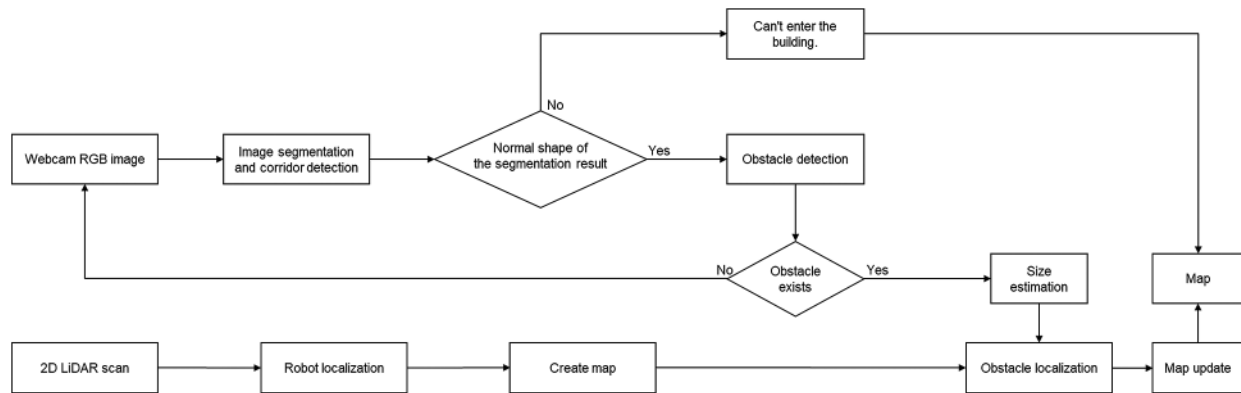 Can't enter the
building.
No
Webcam RGB image
Image segmentation
and corridor detection
Normal shape of
the segmentation result
Yes
Obstacle detection
No
Obstacle
exists
Yes
Size
estimation
Map
2D LiDAR scan
Robot localization
Create map
Obstacle localization
Map update